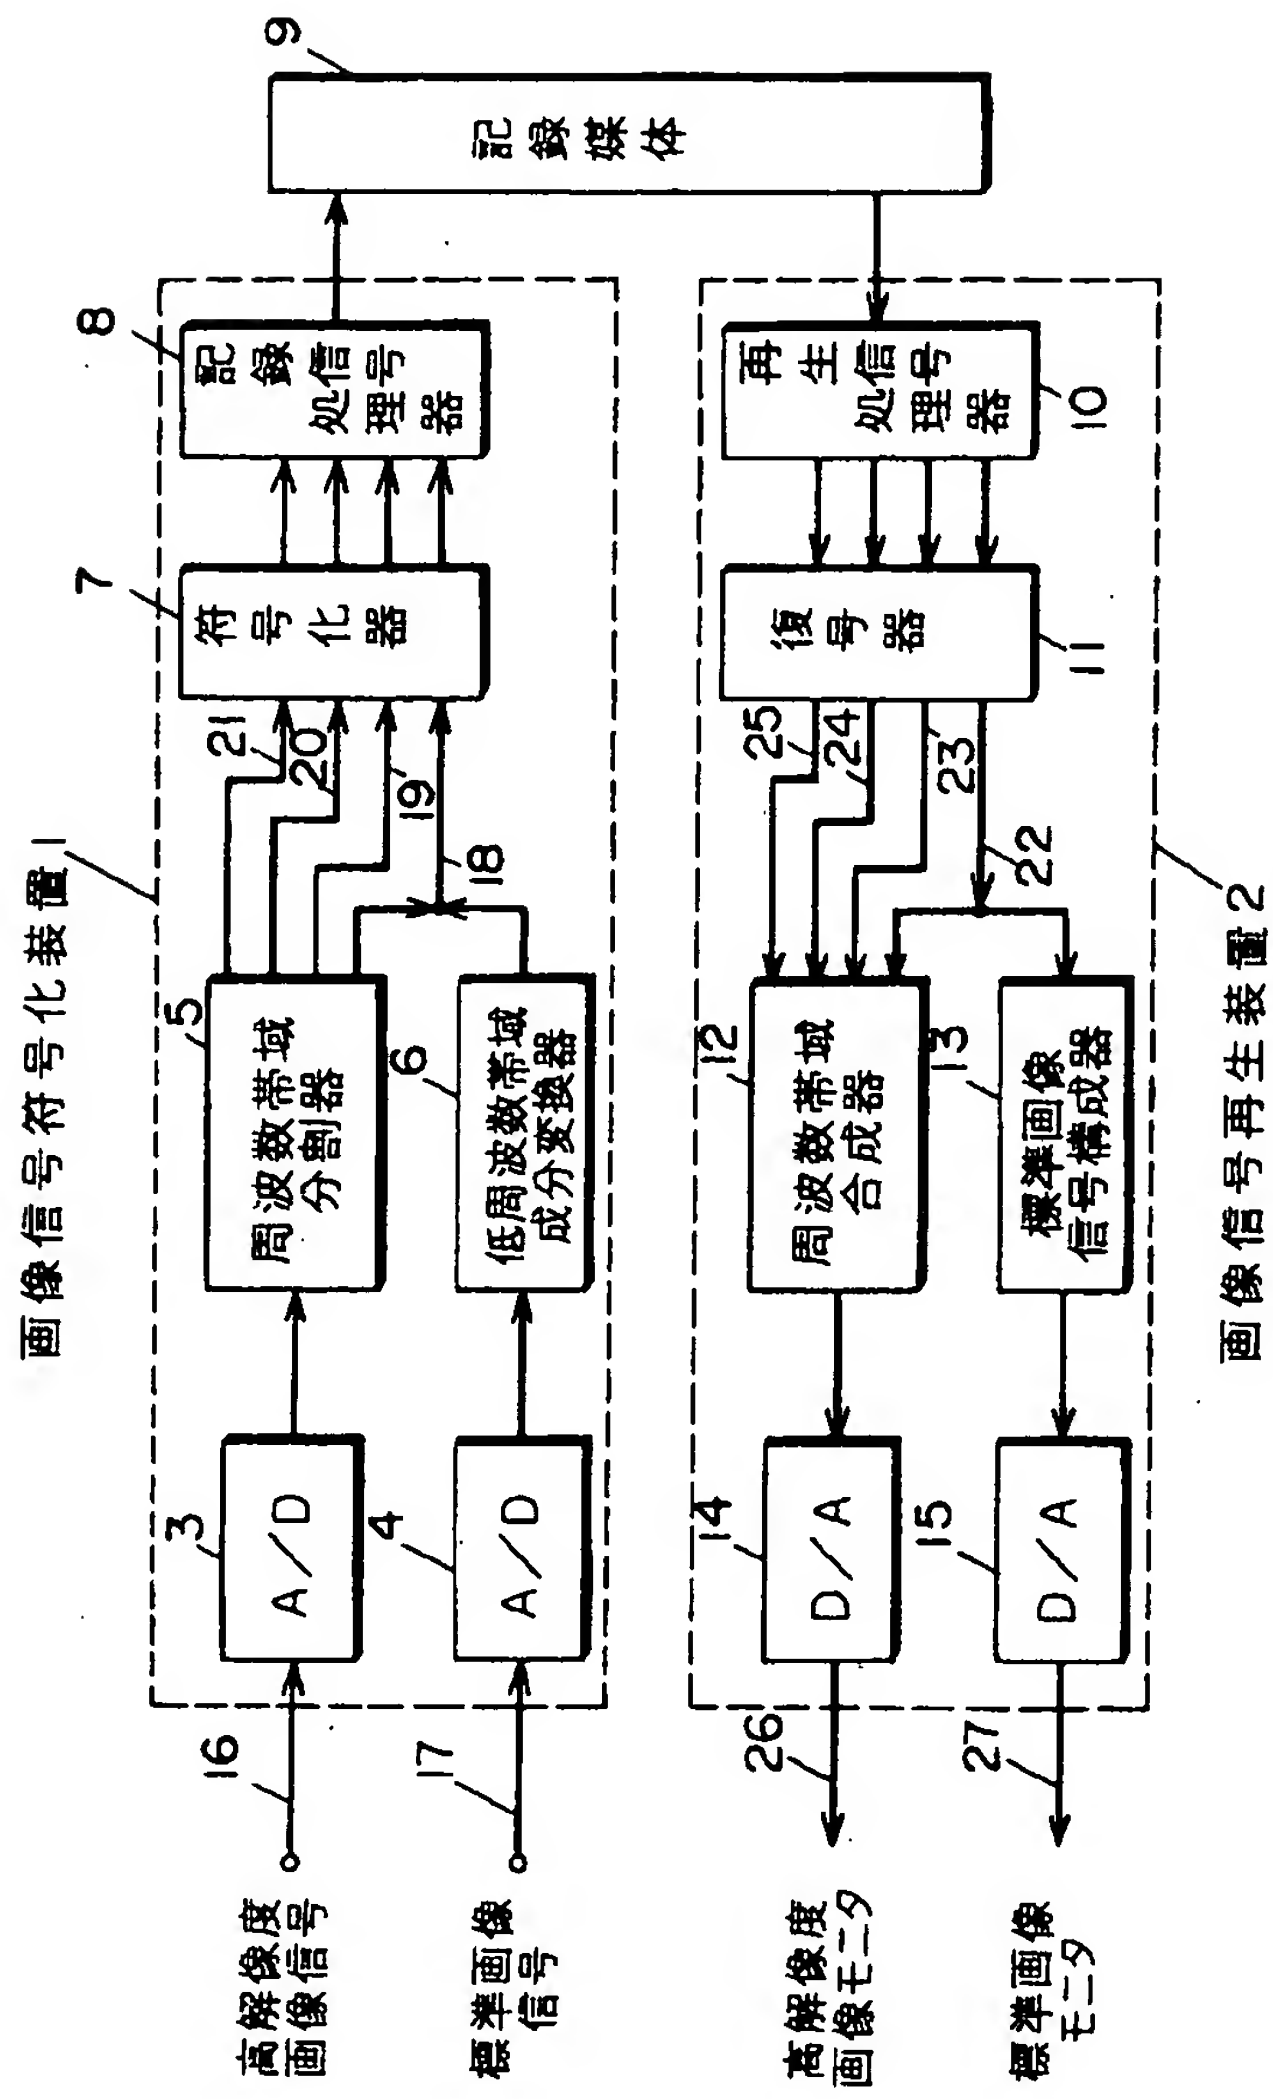 画像信号符号化装置1
高解像度
画像信号
16
3
A/D
5
周波数帯域
分割器
21
20
19
18
7
符号化器
8
記録信号
処理器
9
記録媒体
標準画像
信号
17
4
A/D
6
低周波数帯域
成分変換器
高解像度
画像モニタ
26
14
D/A
12
周波数帯域
合成器
25
24
23
22
11
復号器
10
再生信号
処理器
標準画像
モニタ
27
15
D/A
13
標準画像
信号構成器
画像信号再生装置2